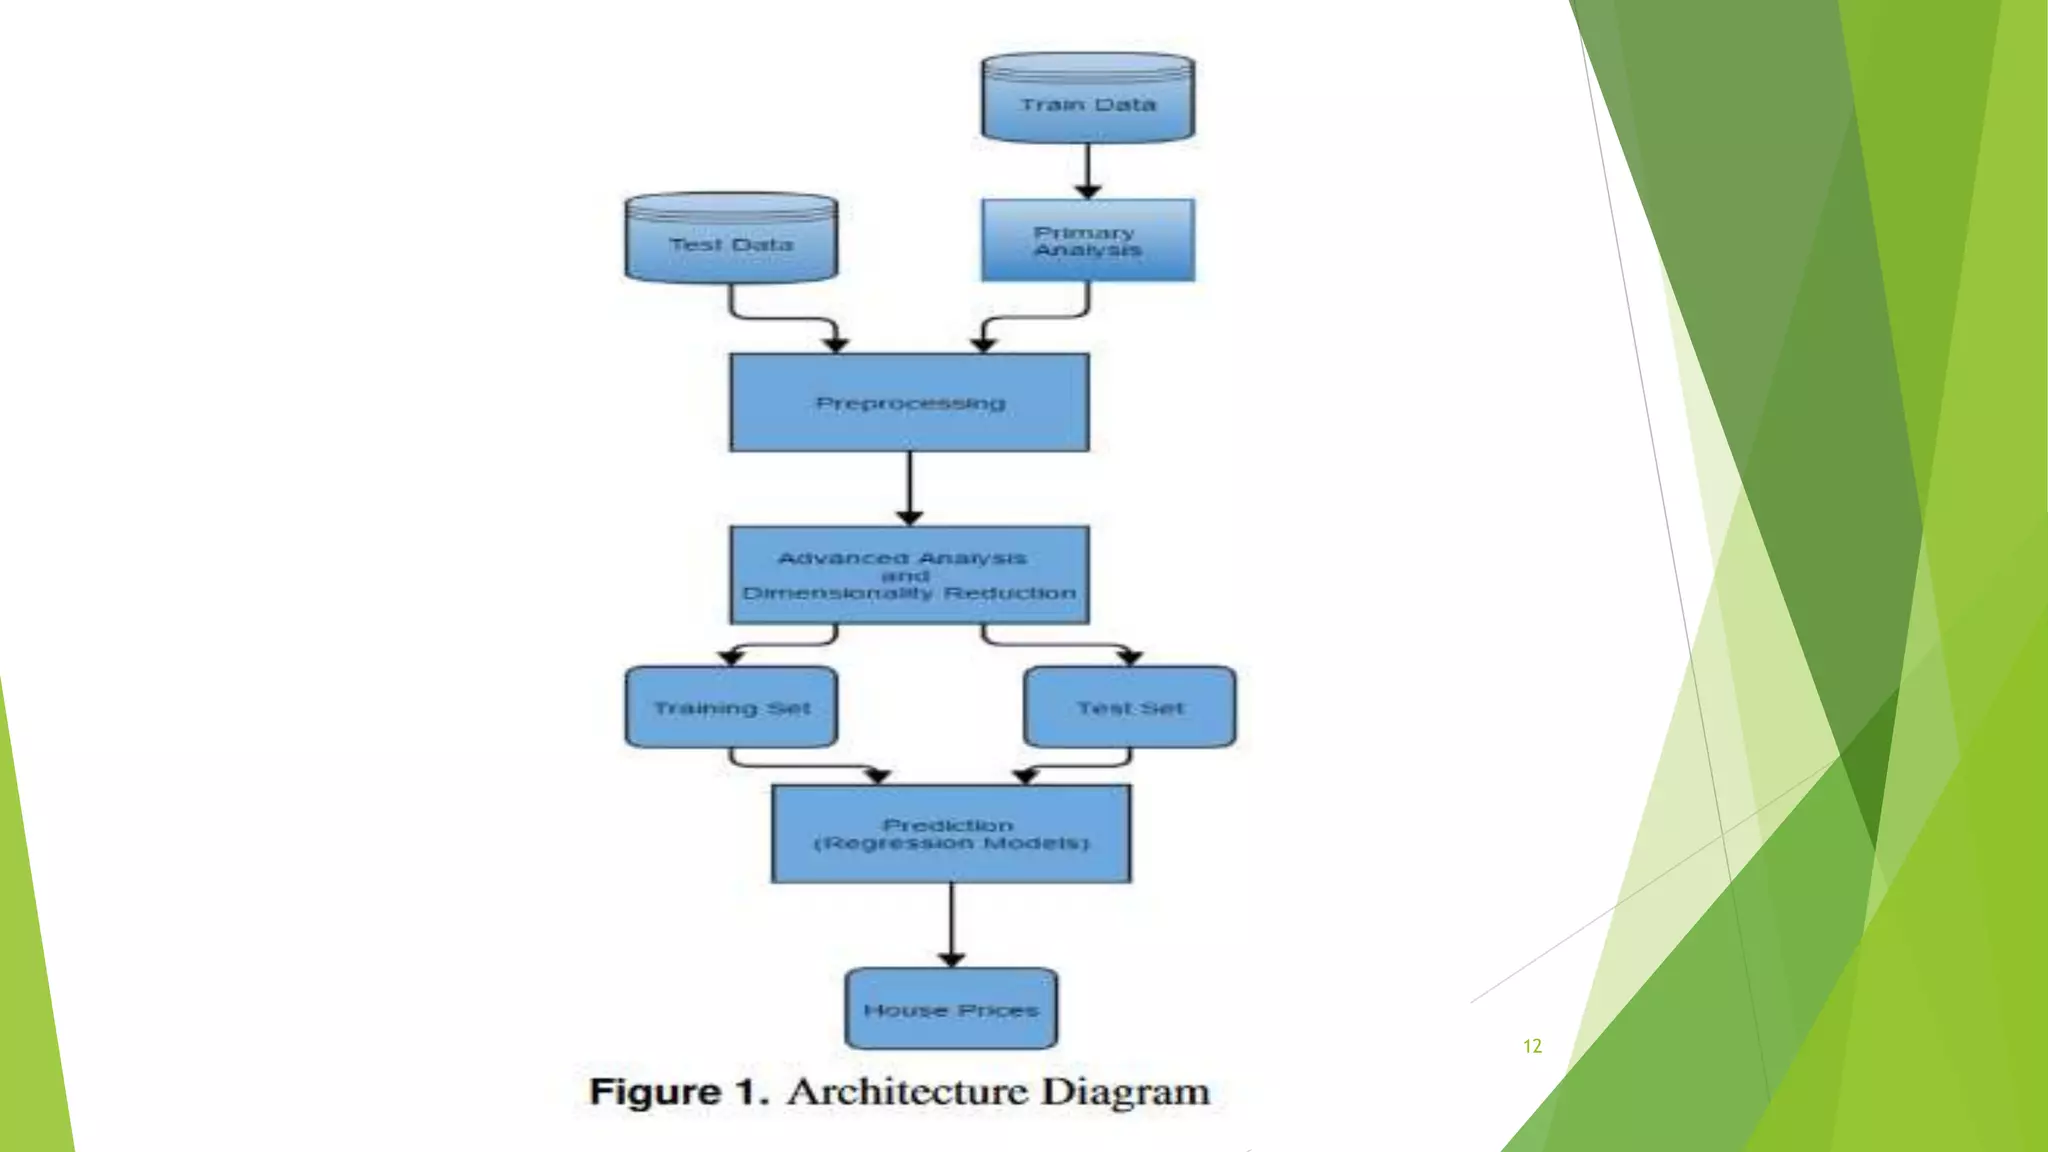 Train Data
Test Data
Primary
Analysis
Preprocessing
Advanced Analysis
and
Dimensionality Reduction
Training Set
Test Set
Prediction
(Regression Models)
House Prices
12
Figure 1. Architecture Diagram